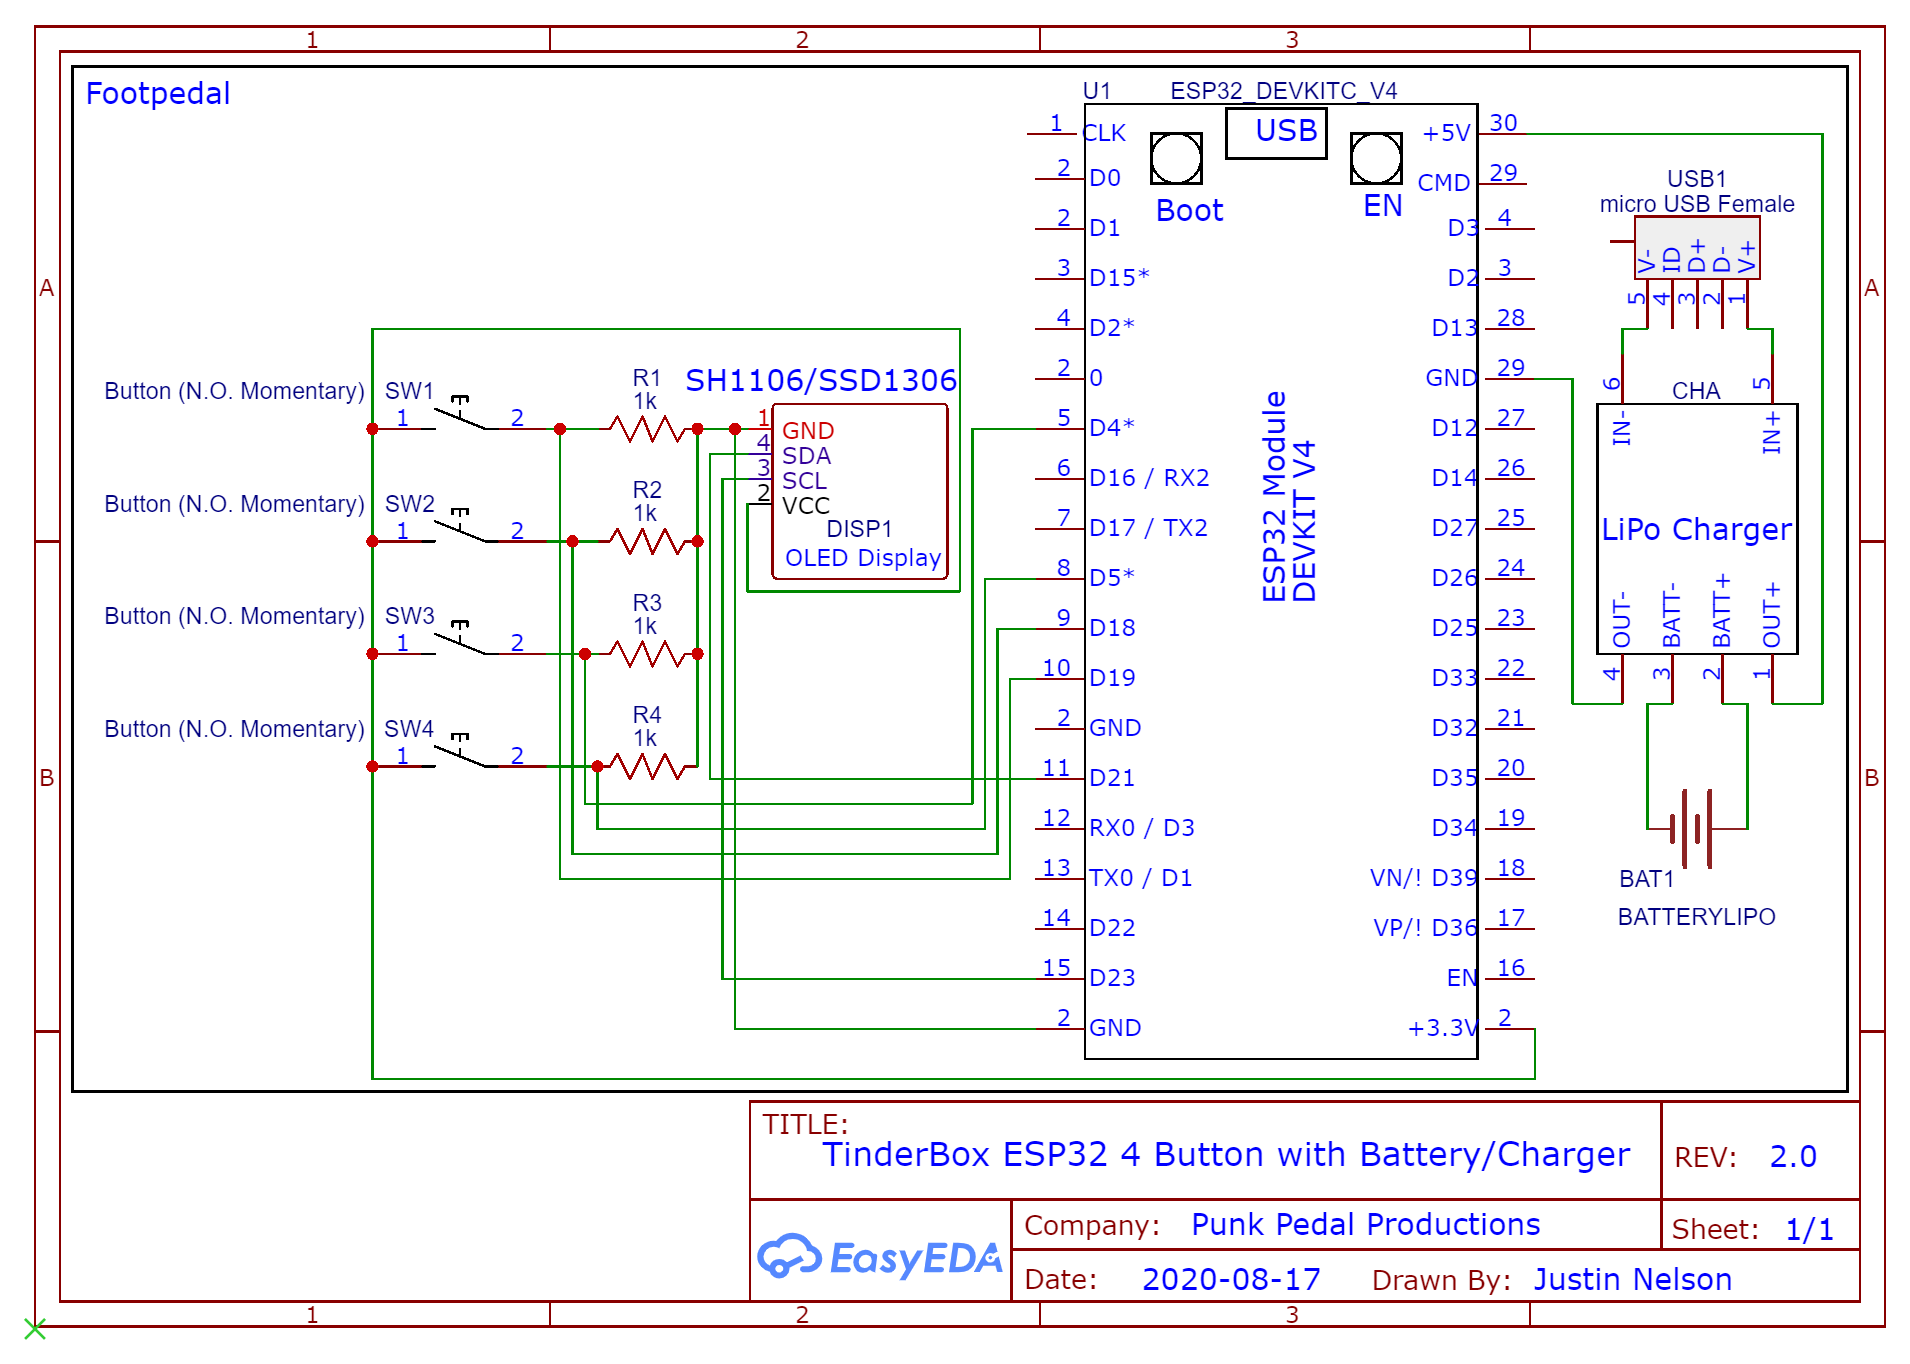 1 2 3
Footpedal
U1 ESP32_DEVKITC_V4
USB
Boot
EN
1 CLK
2 D0
2 D1
3 D15*
4 D2*
2 0
5 D4*
6 D16 / RX2
7 D17 / TX2
8 D5*
9 D18
10 D19
2 GND
11 D21
12 RX0 / D3
13 TX0 / D1
14 D22
15 D23
2 GND
ESP32 Module
DEVKIT V4
+5V 30
CMD 29
D3 4
D2 3
D13 28
GND 29
D12 27
D14 26
D27 25
D26 24
D25 23
D33 22
D32 21
D35 20
D34 19
VN/! D39 18
VP/! D36 17
EN 16
+3.3V 2
USB1
micro USB Female
V- ID D+ D- V+
5 4 3 2 1
6 CHA 5
IN- IN+
LiPo Charger
OUT- BATT- BATT+ OUT+
4 3 2 1
BAT1
BATTERYLIPO
A A
B B
Button (N.O. Momentary) SW1
1 2
R1
1k
Button (N.O. Momentary) SW2
1 2
R2
1k
Button (N.O. Momentary) SW3
1 2
R3
1k
Button (N.O. Momentary) SW4
1 2
R4
1k
SH1106/SSD1306
1 GND
4 SDA
3 SCL
2 VCC
DISP1
OLED Display
TITLE:
TinderBox ESP32 4 Button with Battery/Charger
REV: 2.0
EasyEDA
Company: Punk Pedal Productions
Sheet: 1/1
Date: 2020-08-17 Drawn By: Justin Nelson
1 2 3